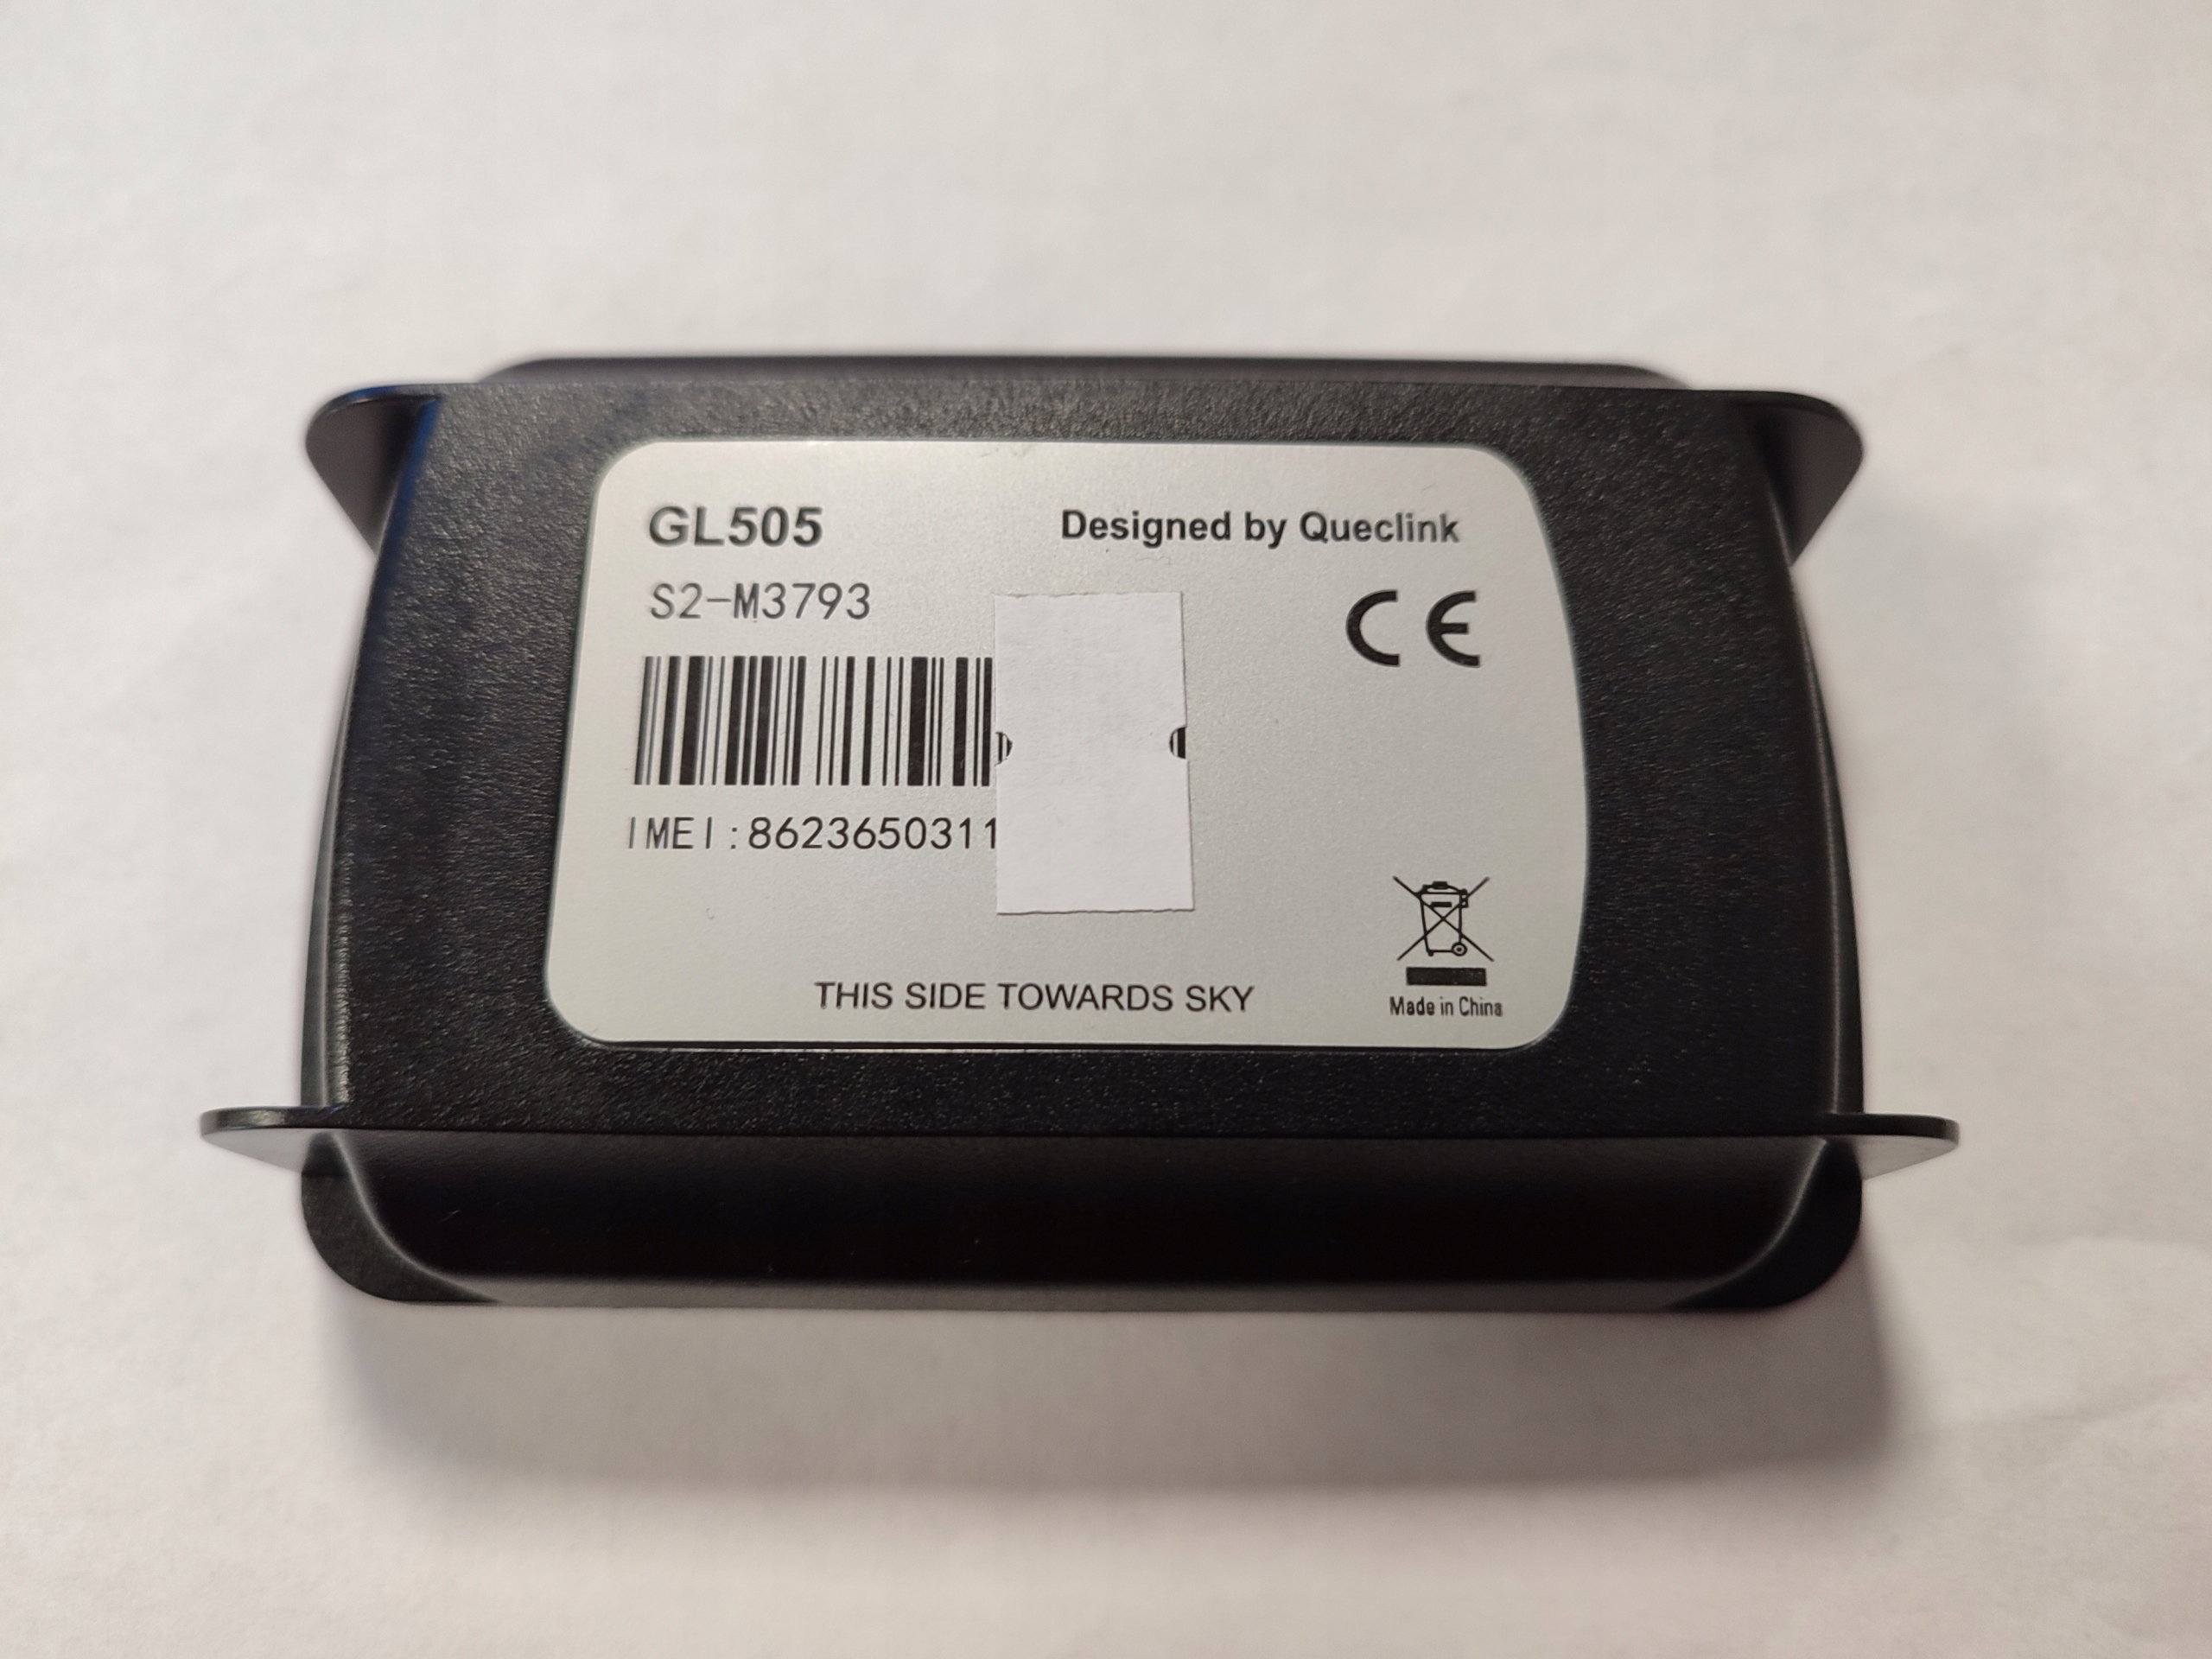 GL505
Designed by Queclink
S2-M3793
CE
IMEI:8623650311
THIS SIDE TOWARDS SKY
Made in China